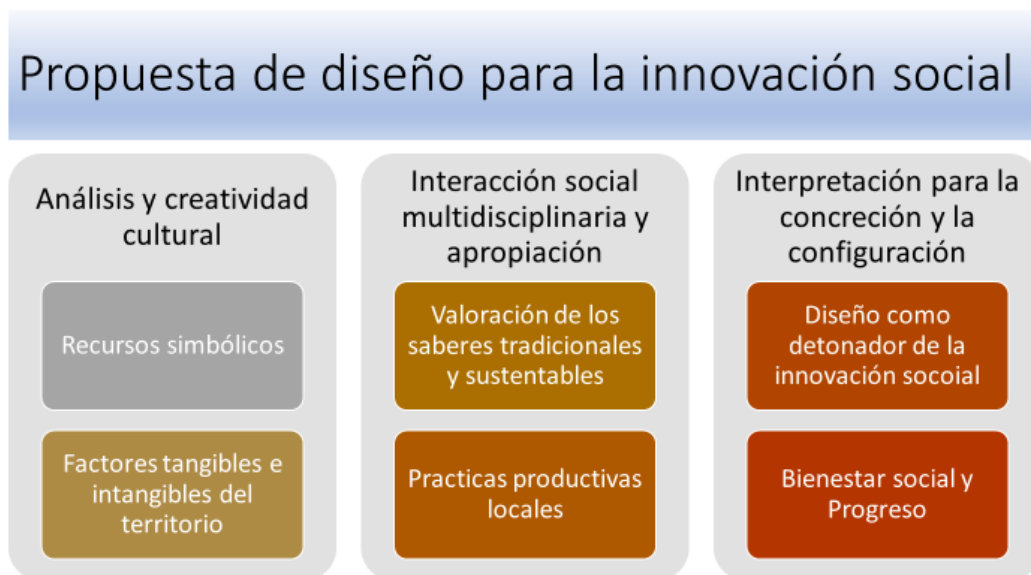 Propuesta de diseño para la innovación social
Análisis y creatividad
cultural
Recursos simbólicos
Factores tangibles e
intangibles del
territorio
Interacción social
multidisciplinaria y
apropiación
Valoración de los
saberes tradicionales
y sustentables
Practicas productivas
locales
Interpretación para la
concreción y la
configuración
Diseño como
detonador de la
innovación socoial
Bienestar social y
Progreso